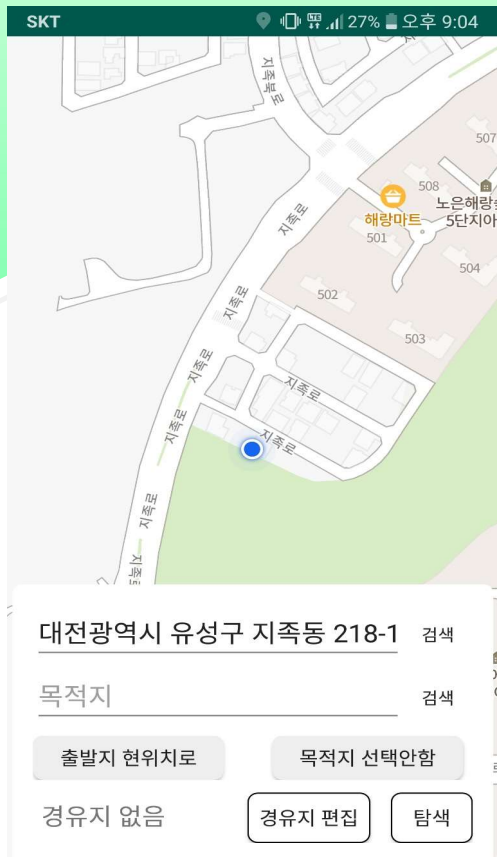 SKT 27% 오후 9:04
지족북로
507
508
노은해랑숲
5단지아
해랑마트
501
지족로
504
502
지족로
503
지족로
지족로
지족로
지족로
지족로
지족로
대전광역시 유성구 지족동 218-1 검색
목적지 검색
출발지 현위치로 목적지 선택안함
경유지 없음 경유지 편집 탐색